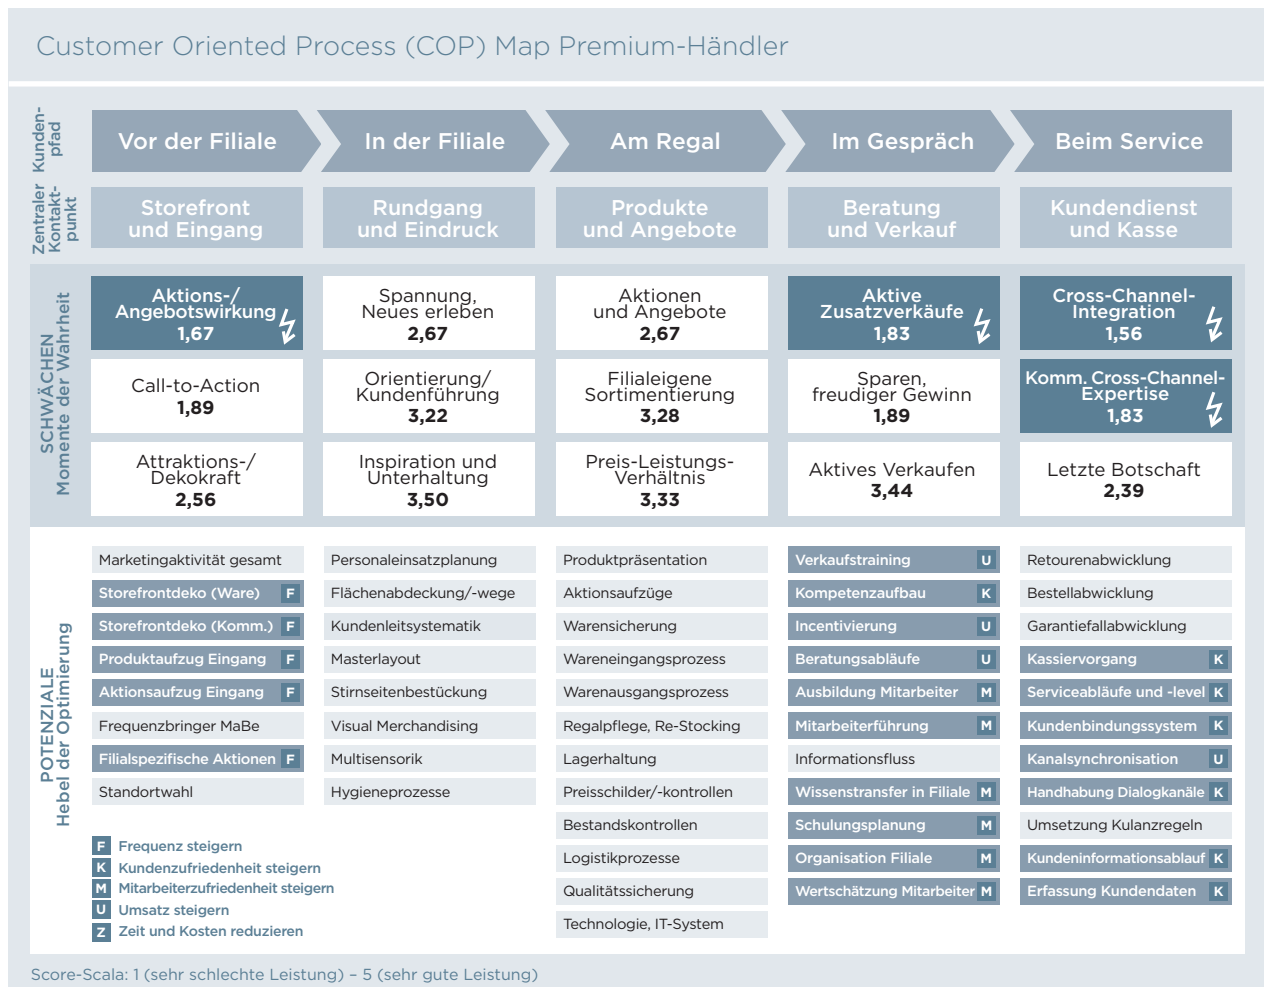 Customer Oriented Process (COP) Map Premium-Händler
Kunden-
pfad
Vor der Filiale
In der Filiale
Am Regal
Im Gespräch
Beim Service
Zentraler
Kontakt-
punkt
Storefront
und Eingang
Rundgang
und Eindruck
Produkte
und Angebote
Beratung
und Verkauf
Kundendienst
und Kasse
SCHWÄCHEN
Momente der Wahrheit
Aktions-/
Angebotswirkung
1,67
Spannung,
Neues erleben
2,67
Aktionen
und Angebote
2,67
Aktive
Zusatzverkäufe
1,83
Cross-Channel-
Integration
1,56
Call-to-Action
1,89
Orientierung/
Kundenführung
3,22
Filialeigene
Sortimentierung
3,28
Sparen,
freudiger Gewinn
1,89
Komm. Cross-Channel-
Expertise
1,83
Attraktions-/
Dekokraft
2,56
Inspiration und
Unterhaltung
3,50
Preis-Leistungs-
Verhältnis
3,33
Aktives Verkaufen
3,44
Letzte Botschaft
2,39
POTENZIALE
Hebel der Optimierung
Marketingaktivität gesamt
Storefrontdeko (Ware) F
Storefrontdeko (Komm.) F
Produktaufzug Eingang F
Aktionsaufzug Eingang F
Frequenzbringer MaBe
Filialspezifische Aktionen F
Standortwahl
Personaleinsatzplanung
Flächenabdeckung/-wege
Kundenleitsystematik
Masterlayout
Stirnseitenbestückung
Visual Merchandising
Multisensorik
Hygieneprozesse
Produktpräsentation
Aktionsaufzüge
Warensicherung
Wareneingangsprozess
Warenausgangsprozess
Regalpflege, Re-Stocking
Lagerhaltung
Preisschilder/-kontrollen
Bestandskontrollen
Logistikprozesse
Qualitätssicherung
Technologie, IT-System
Verkaufstraining U
Kompetenzaufbau K
Incentivierung U
Beratungsabläufe U
Ausbildung Mitarbeiter M
Mitarbeiterführung M
Informationsfluss
Wissenstransfer in Filiale M
Schulungsplanung M
Organisation Filiale M
Wertschätzung Mitarbeiter M
Retourenabwicklung
Bestellabwicklung
Garantiefallabwicklung
Kassiervorgang K
Serviceabläufe und -level K
Kundenbindungssystem K
Kanalsynchronisation U
Handhabung Dialogkanäle K
Umsetzung Kulanzregeln
Kundeninformationsablauf K
Erfassung Kundendaten K
F Frequenz steigern
K Kundenzufriedenheit steigern
M Mitarbeiterzufriedenheit steigern
U Umsatz steigern
Z Zeit und Kosten reduzieren
Score-Scala: 1 (sehr schlechte Leistung) – 5 (sehr gute Leistung)